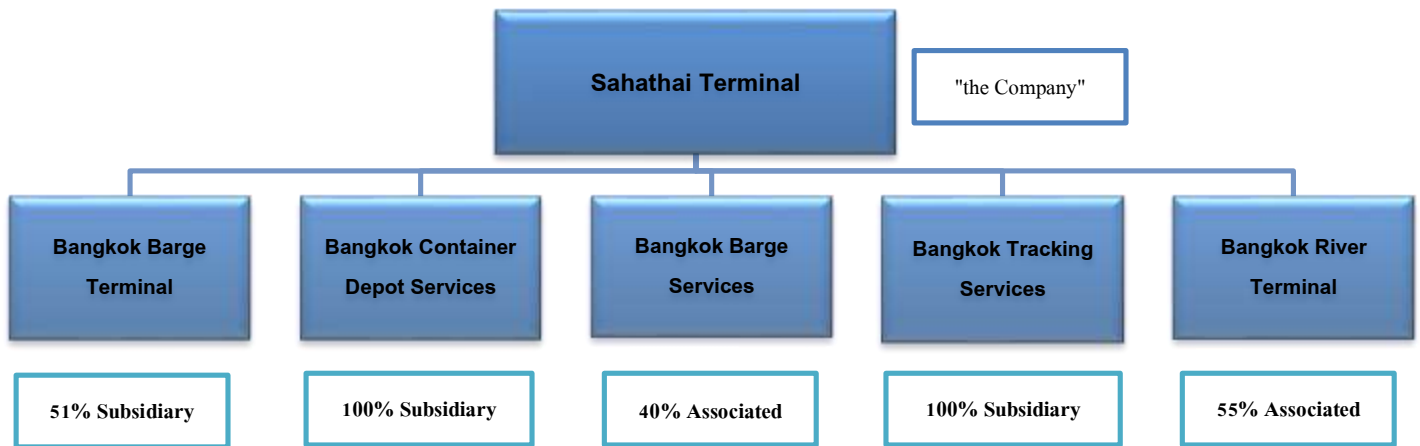 Sahathai Terminal
"the Company"
Bangkok Barge
Terminal
Bangkok Container
Depot Services
Bangkok Barge
Services
Bangkok Tracking
Services
Bangkok River
Terminal
51% Subsidiary
100% Subsidiary
40% Associated
100% Subsidiary
55% Associated